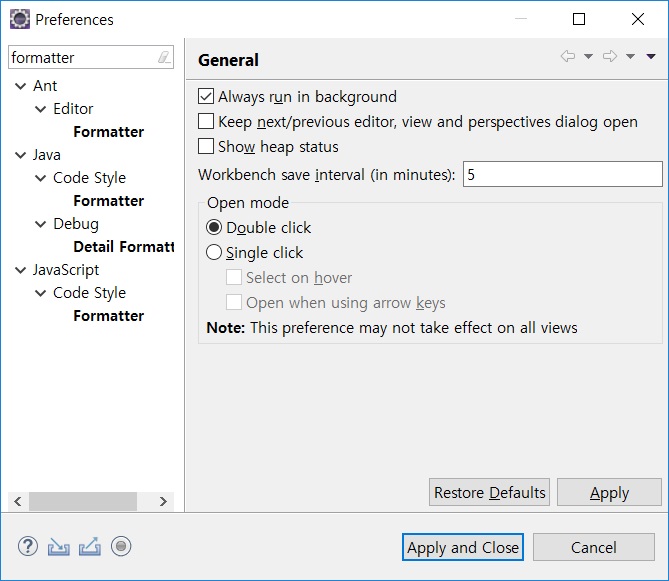 Preferences
formatter
General
Ant
Editor
Formatter
Java
Code Style
Formatter
Debug
Detail Formatt
JavaScript
Code Style
Formatter
Always run in background
Keep next/previous editor, view and perspectives dialog open
Show heap status
Workbench save interval (in minutes): 5
Open mode
Double click
Single click
Select on hover
Open when using arrow keys
Note: This preference may not take effect on all views
Restore Defaults Apply
Apply and Close Cancel